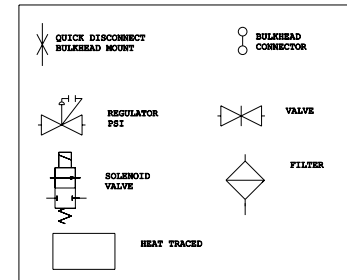 QUICK DISCONNECT
BULKHEAD MOUNT
BULKHEAD
CONNECTOR
REGULATOR
PSI
VALVE
SOLENOID
VALVE
FILTER
HEAT TRACED